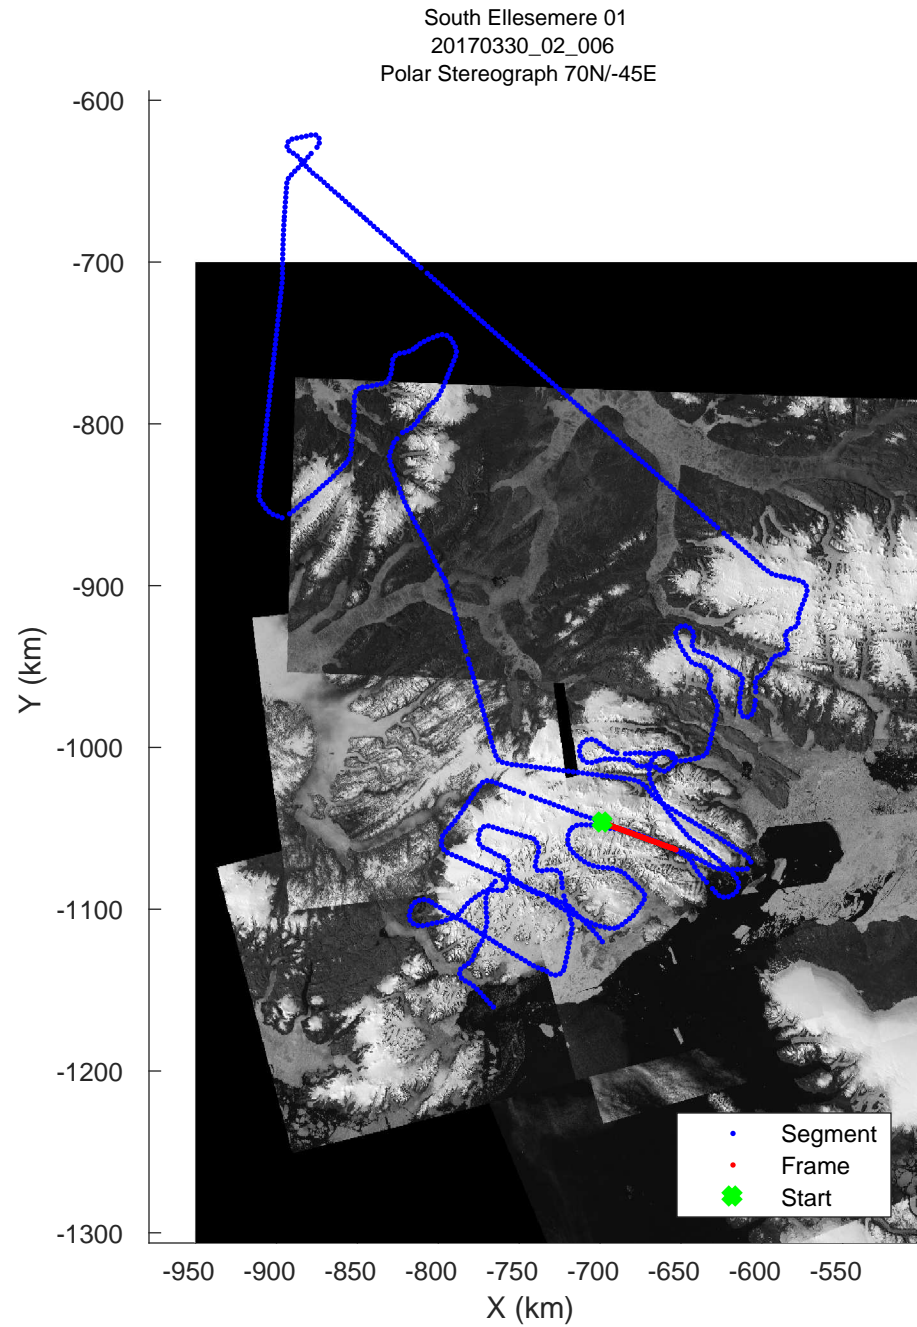 South Ellesemere 01
20170330_02_006
Polar Stereograph 70N/-45E
-600
-700
-800
-900
-1000
-1100
-1200
-1300
Y (km)
Segment
Frame
Start
-950 -900 -850 -800 -750 -700 -650 -600 -550
X (km)